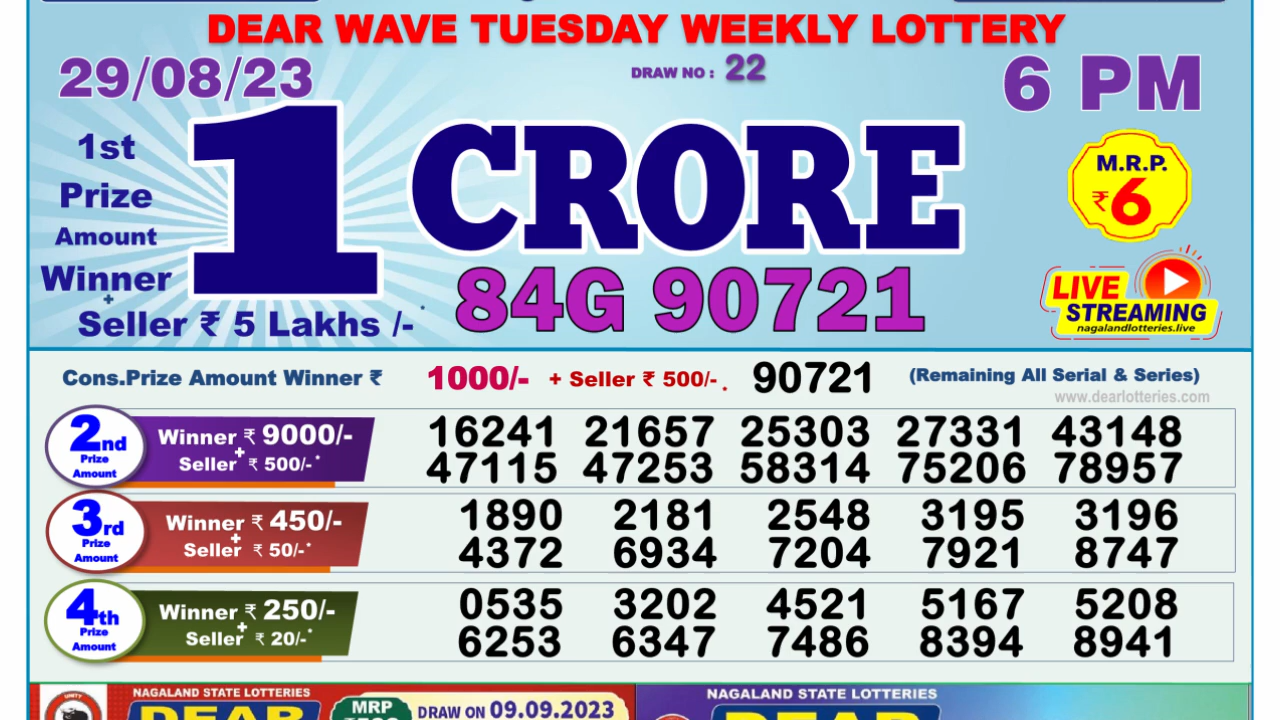 DEAR WAVE TUESDAY WEEKLY LOTTERY
29/08/23
DRAW NO : 22
6 PM
1st
Prize
Amount
Winner
+
Seller ₹ 5 Lakhs /-
1 CRORE
84G 90721
M.R.P.
₹6
LIVE
STREAMING
nagalandlotteries.live
Cons.Prize Amount Winner ₹ 1000/- + Seller ₹ 500/- . 90721 (Remaining All Serial & Series)
www.dearlotteries.com
2nd
Prize
Amount
Winner ₹ 9000/-
+
Seller ₹ 500/-*
16241 21657 25303 27331 43148
47115 47253 58314 75206 78957
3rd
Prize
Amount
Winner ₹ 450/-
+
Seller ₹ 50/-*
1890 2181 2548 3195 3196
4372 6934 7204 7921 8747
4th
Prize
Amount
Winner ₹ 250/-
+
Seller ₹ 20/-*
0535 3202 4521 5167 5208
6253 6347 7486 8394 8941
UNITY
NAGALAND STATE LOTTERIES
DEAR
MRP
DRAW ON 09.09.2023
NAGALAND STATE LOTTERIES
DEAR